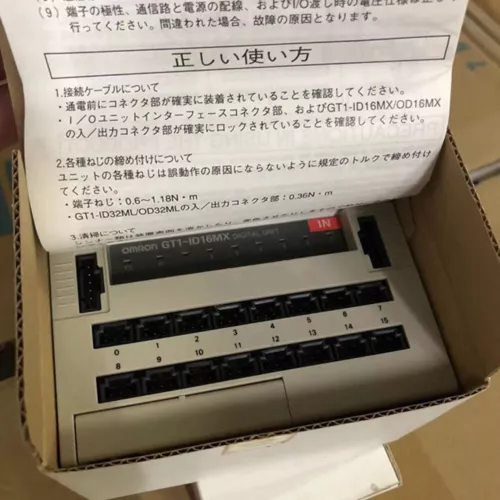 (9) 端子の極性、通信路と電源の配線、およびI/O渡し時の電圧仕様
行ってください。間違われた場合、故障の原因となります。
正しい使い方
1.接続ケーブルについて
・通電前にコネクタ部が確実に装着されていることを確認してください。
・I/Oユニットインターフェースコネクタ部、およびGT1-ID16MX/OD16MX
の入/出力コネクタ部が確実にロックされていることを確認してください。
2.各種ねじの締め付けについて
ユニットの各種ねじは誤動作の原因にならないように規定のトルクで締め付け
てください。
・端子ねじ：0.6～1.18N・m
・GT1-ID32ML/OD32MLの入/出力コネクタ部：0.36N・m
3.清掃について
omron GT1-ID16MX DIGITAL UNIT IN
0 1 2 3 4 5 6 7
8 9 10 11 12 13 14 15